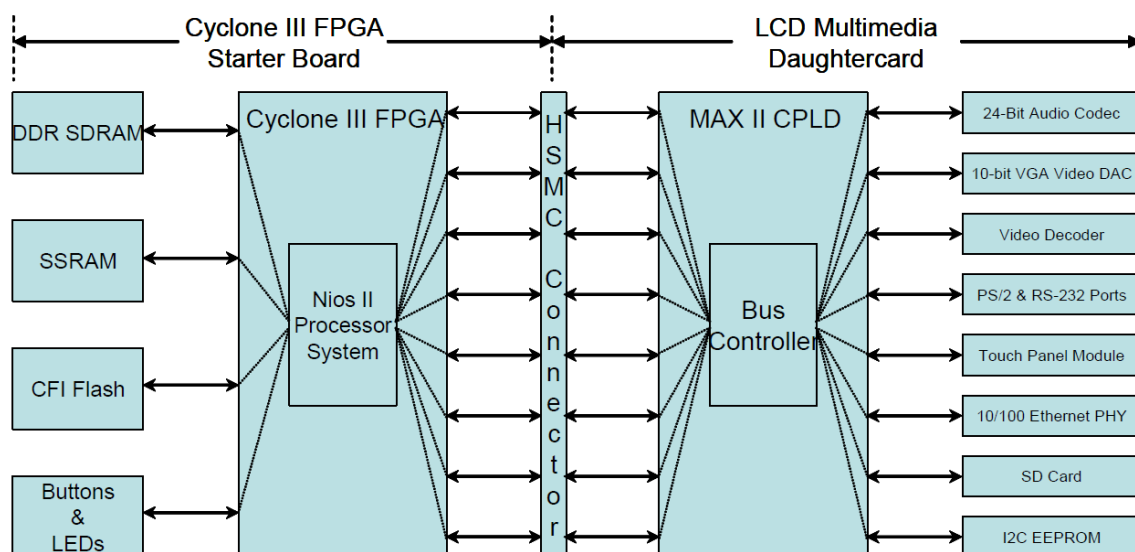 Cyclone III FPGA
Starter Board
LCD Multimedia
Daughtercard
DDR SDRAM
SSRAM
CFI Flash
Buttons
&
LEDs
Cyclone III FPGA
Nios II
Processor
System
H
S
M
C
C
o
n
n
e
c
t
o
r
MAX II CPLD
Bus
Controller
24-Bit Audio Codec
10-bit VGA Video DAC
Video Decoder
PS/2 & RS-232 Ports
Touch Panel Module
10/100 Ethernet PHY
SD Card
I2C EEPROM